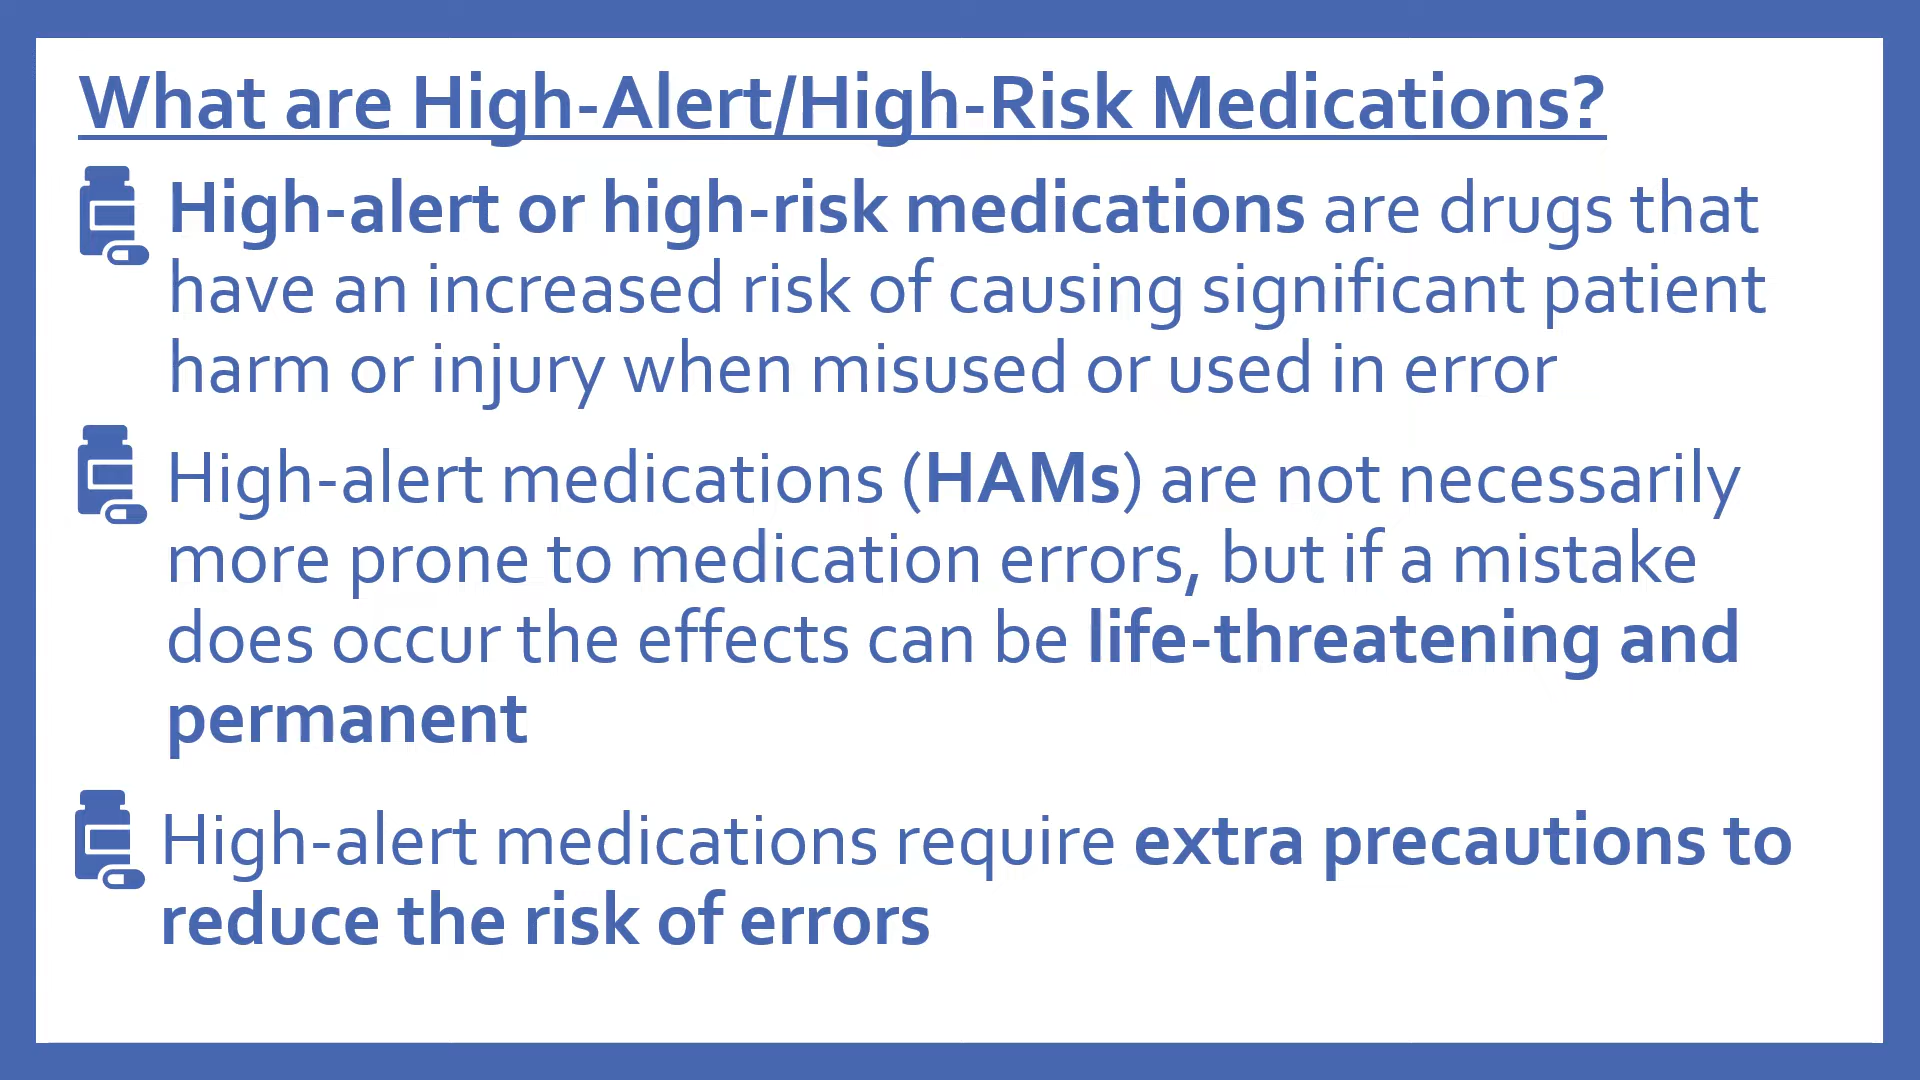 What are High-Alert/High-Risk Medications?
High-alert or high-risk medications are drugs that
have an increased risk of causing significant patient
harm or injury when misused or used in error
High-alert medications (HAMs) are not necessarily
more prone to medication errors, but if a mistake
does occur the effects can be life-threatening and
permanent
High-alert medications require extra precautions to
reduce the risk of errors